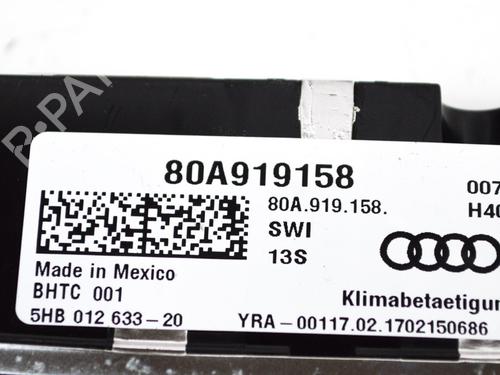 B-PARTS
80A919158
007
80A.919.158.
H40
SWI
13S
Made in Mexico
BHTC 001
Klimabetaetigun
5HB 012 633-20
YRA-00117.02.1702150686